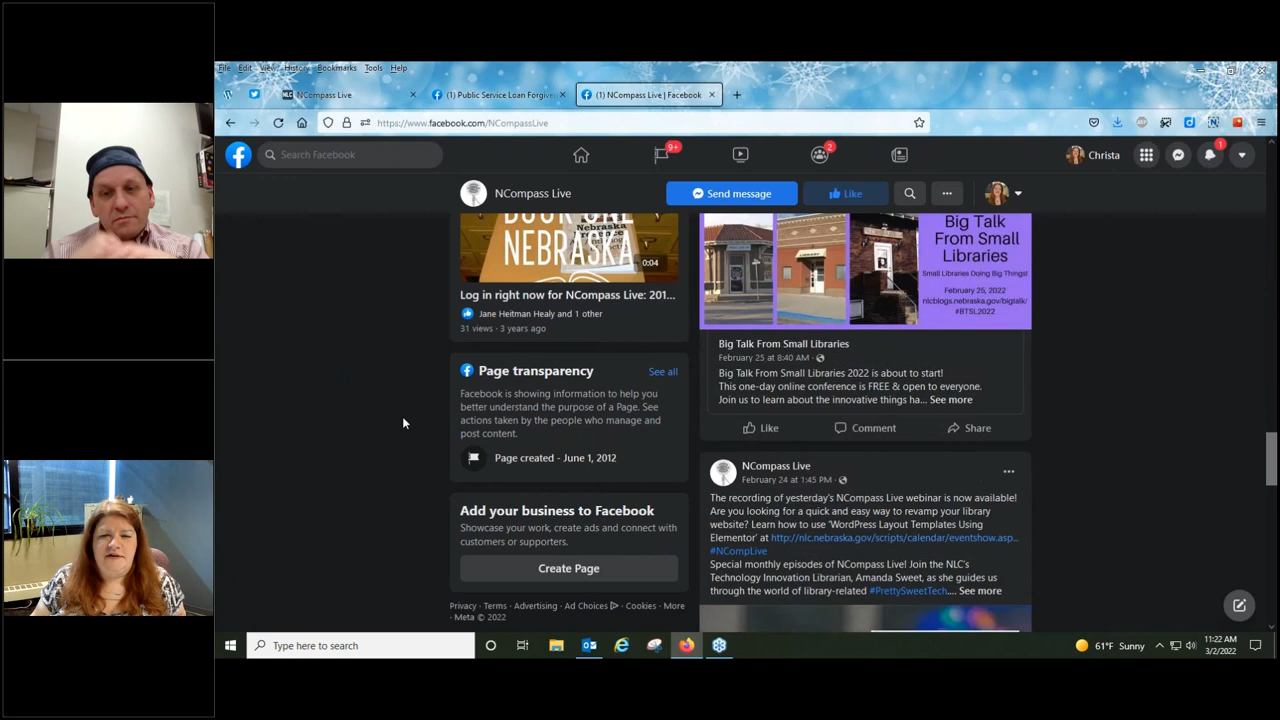 File Edit View History Bookmarks Tools Help
NCompass Live
(1) Public Service Loan Forgive
(1) NCompass Live | Facebook
https://www.facebook.com/NCompassLive
Search Facebook
9+
2
Christa
1
NCompass Live
Send message
Like
BOOK ONE
NEBRASKA
0:04
Log in right now for NCompass Live: 201...
Jane Heitman Healy and 1 other
31 views · 3 years ago
Page transparency
See all
Facebook is showing information to help you
better understand the purpose of a Page. See
actions taken by the people who manage and
post content.
Page created - June 1, 2012
Add your business to Facebook
Showcase your work, create ads and connect with
customers or supporters.
Create Page
Privacy · Terms · Advertising · Ad Choices · Cookies · More
· Meta © 2022
LIBRARY
Big Talk
From Small
Libraries
Small Libraries Doing Big Things!
February 25, 2022
nlcblogs.nebraska.gov/bigtalk/
#BTSL2022
Big Talk From Small Libraries
February 25 at 8:40 AM ·
Big Talk From Small Libraries 2022 is about to start!
This one-day online conference is FREE & open to everyone.
Join us to learn about the innovative things ha... See more
Like Comment Share
NCompass Live
February 24 at 1:45 PM ·
The recording of yesterday's NCompass Live webinar is now available!
Are you looking for a quick and easy way to revamp your library
website? Learn how to use 'WordPress Layout Templates Using
Elementor' at http://nlc.nebraska.gov/scripts/calendar/eventshow.asp...
#NCompLive
Special monthly episodes of NCompass Live! Join the NLC's
Technology Innovation Librarian, Amanda Sweet, as she guides us
through the world of library-related #PrettySweetTech.... See more
Type here to search
61°F Sunny
11:22 AM
3/2/2022